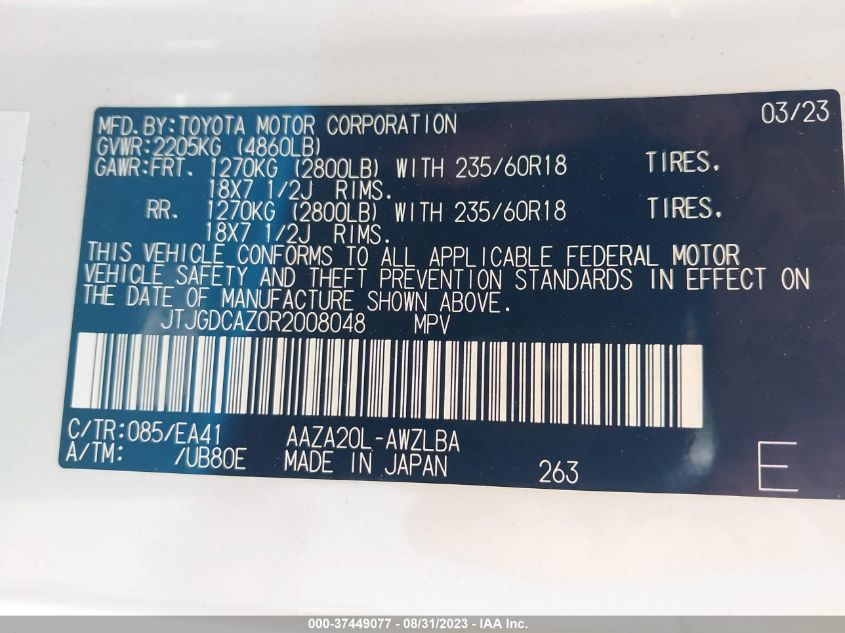 03/23
MFD.BY:TOYOTA MOTOR CORPORATION
GVWR:2205KG (4860LB)
GAWR:FRT. 1270KG (2800LB) WITH 235/60R18 TIRES.
18X7 1/2J RIMS.
RR. 1270KG (2800LB) WITH 235/60R18 TIRES.
18X7 1/2J RIMS.
THIS VEHICLE CONFORMS TO ALL APPLICABLE FEDERAL MOTOR
VEHICLE SAFETY AND THEFT PREVENTION STANDARDS IN EFFECT ON
THE DATE OF MANUFACTURE SHOWN ABOVE.
JTJGDCAZ0R2008048 MPV
C/TR:085/EA41 AAZA20L-AWZLBA
A/TM: /UB80E MADE IN JAPAN 263 E
000-37449077 - 08/31/2023 - IAA Inc.